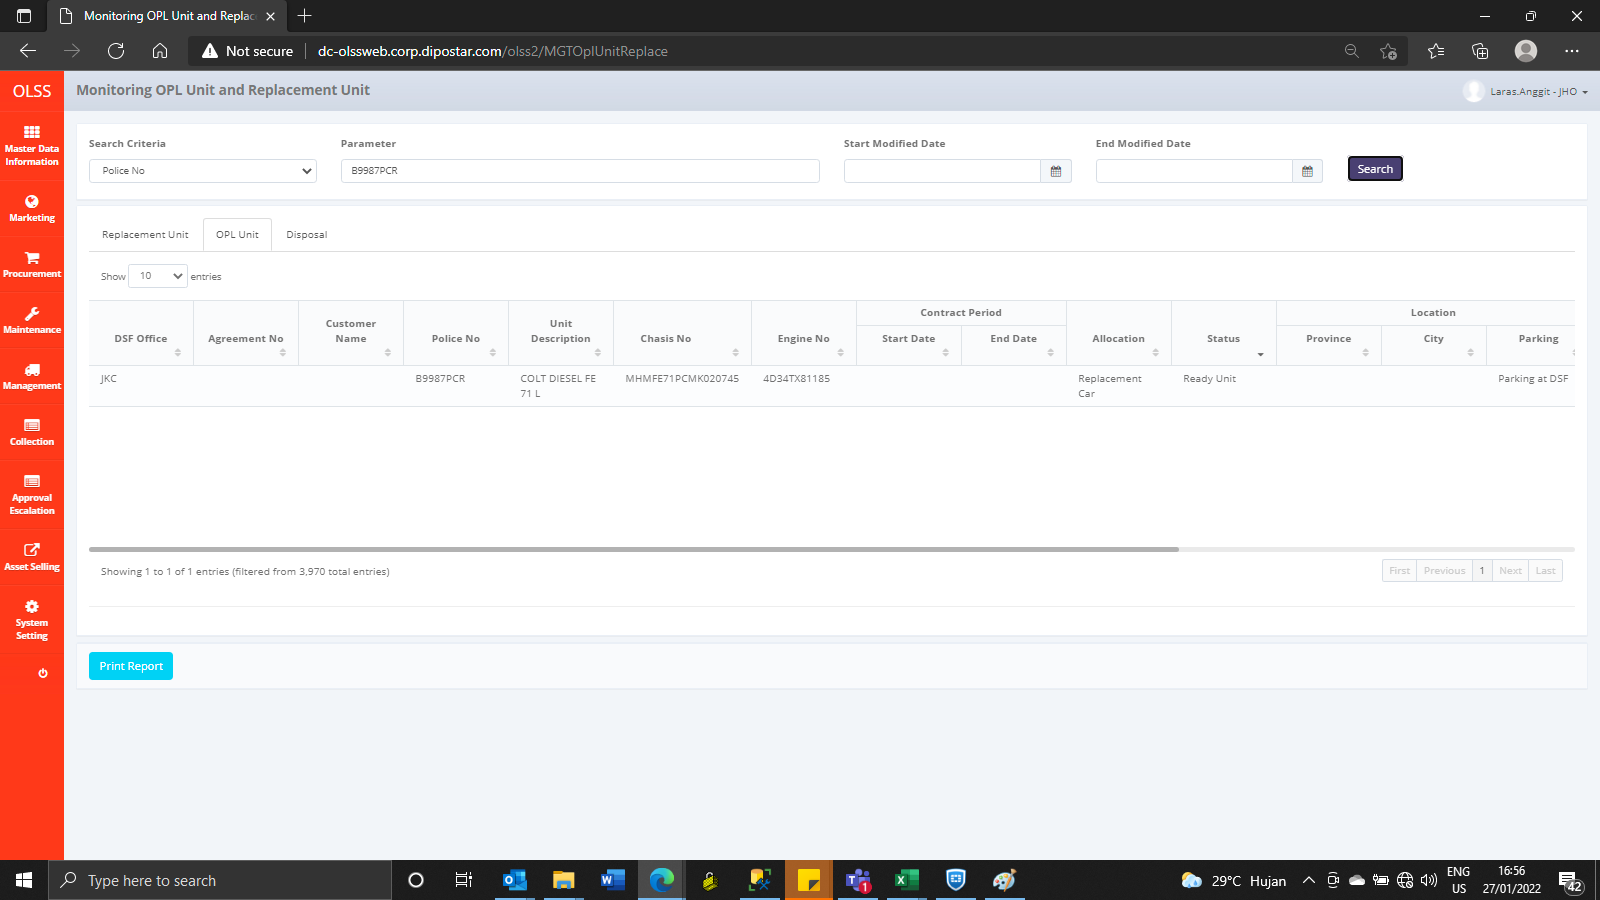 Monitoring OPL Unit and Replac
Not secure
dc-olssweb.corp.dipostar.com/olss2/MGTOplUnitReplace
OLSS
Monitoring OPL Unit and Replacement Unit
Laras.Anggit - JHO
Master Data
Information
Marketing
Procurement
Maintenance
Management
Collection
Approval
Escalation
Asset Selling
System
Setting
Search Criteria
Parameter
Start Modified Date
End Modified Date
Police No
B9987PCR
Search
Replacement Unit
OPL Unit
Disposal
Show 10 entries
DSF Office
Agreement No
Customer
Name
Police No
Unit
Description
Chasis No
Engine No
Contract Period
Start Date
End Date
Allocation
Status
Location
Province
City
Parking
JKC
B9987PCR
COLT DIESEL FE
71 L
MHMFE71PCMK020745
4D34TX81185
Replacement
Car
Ready Unit
Parking at DSF
Showing 1 to 1 of 1 entries (filtered from 3,970 total entries)
First
Previous
1
Next
Last
Print Report
Type here to search
1
29°C Hujan
ENG
US
16:56
27/01/2022
42